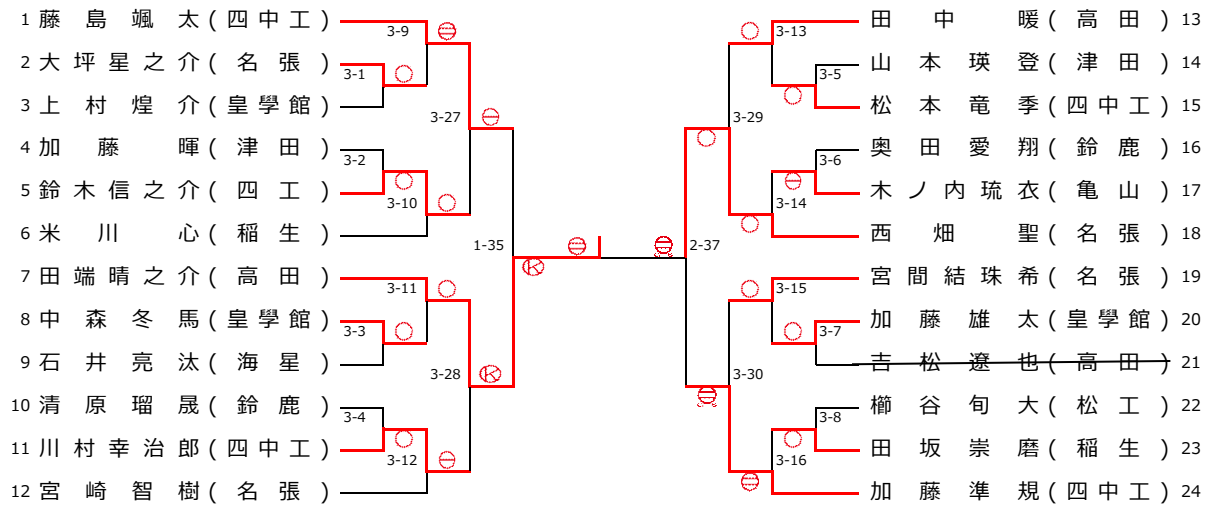 1 藤島颯太(四中工)
2 大坪星之介(名張)
3 上村煌介(皇學館)
4 加藤暉(津田)
5 鈴木信之介(四工)
6 米川心(稲生)
7 田端晴之介(高田)
8 中森冬馬(皇學館)
9 石井亮汰(海星)
10 清原瑠晟(鈴鹿)
11 川村幸治郎(四中工)
12 宮崎智樹(名張)
3-9
3-1
3-27
3-2
3-10
1-35
3-11
3-3
3-28
3-4
3-12
K
K
3-13
3-5
3-29
3-6
3-14
2-37
3-15
3-7
3-30
3-8
3-16
田中暖(高田) 13
山本瑛登(津田) 14
松本竜季(四中工) 15
奥田愛翔(鈴鹿) 16
木ノ内琉衣(亀山) 17
西畑聖(名張) 18
宮間結珠希(名張) 19
加藤雄太(皇學館) 20
吉松遼也(高田) 21
櫛谷旬大(松工) 22
田坂崇磨(稲生) 23
加藤準規(四中工) 24